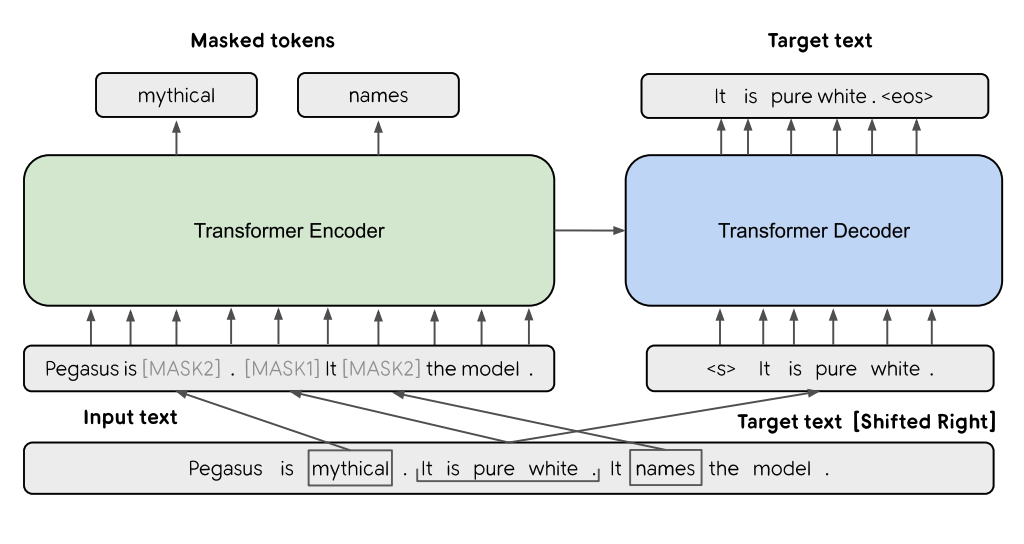 Masked tokens
Target text
mythical
names
It is pure white . <eos>
Transformer Encoder
Transformer Decoder
Pegasus is [MASK2] . [MASK1] It [MASK2] the model .
<s> It is pure white .
Input text
Target text [Shifted Right]
Pegasus is mythical . It is pure white . It names the model .